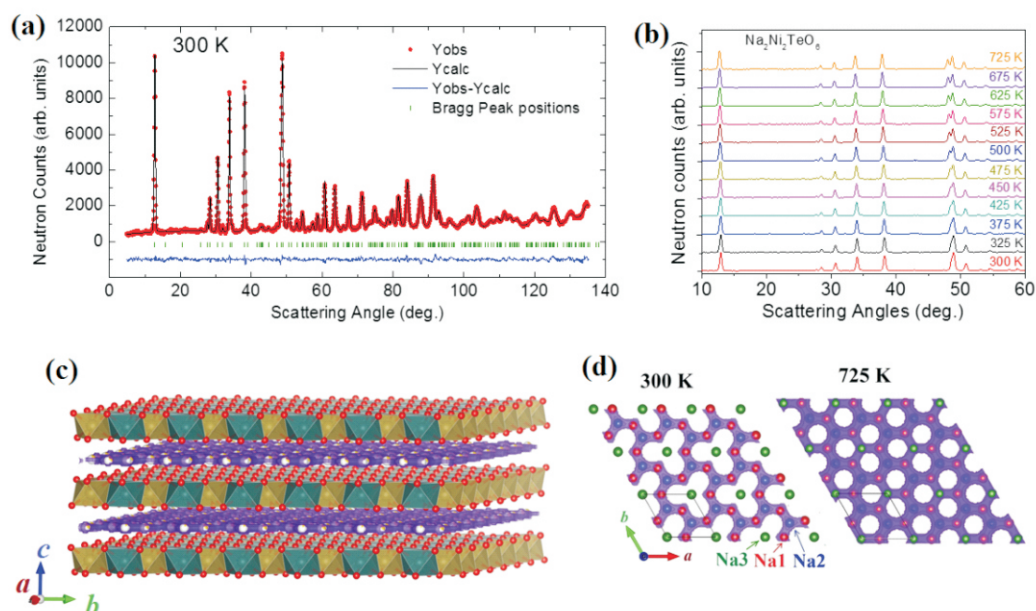 (a)
300 K
Yobs
Ycalc
Yobs-Ycalc
Bragg Peak positions
12000
10000
8000
6000
4000
2000
0
Neutron Counts (arb. units)
0 20 40 60 80 100 120 140
Scattering Angle (deg.)
(b)
Na2Ni2TeO6
725 K
675 K
625 K
575 K
525 K
500 K
475 K
450 K
425 K
375 K
325 K
300 K
Neutron counts (arb. units)
10 20 30 40 50 60
Scattering Angles (deg.)
(c)
c
a
b
(d)
300 K
725 K
b
a
Na3 Na1 Na2